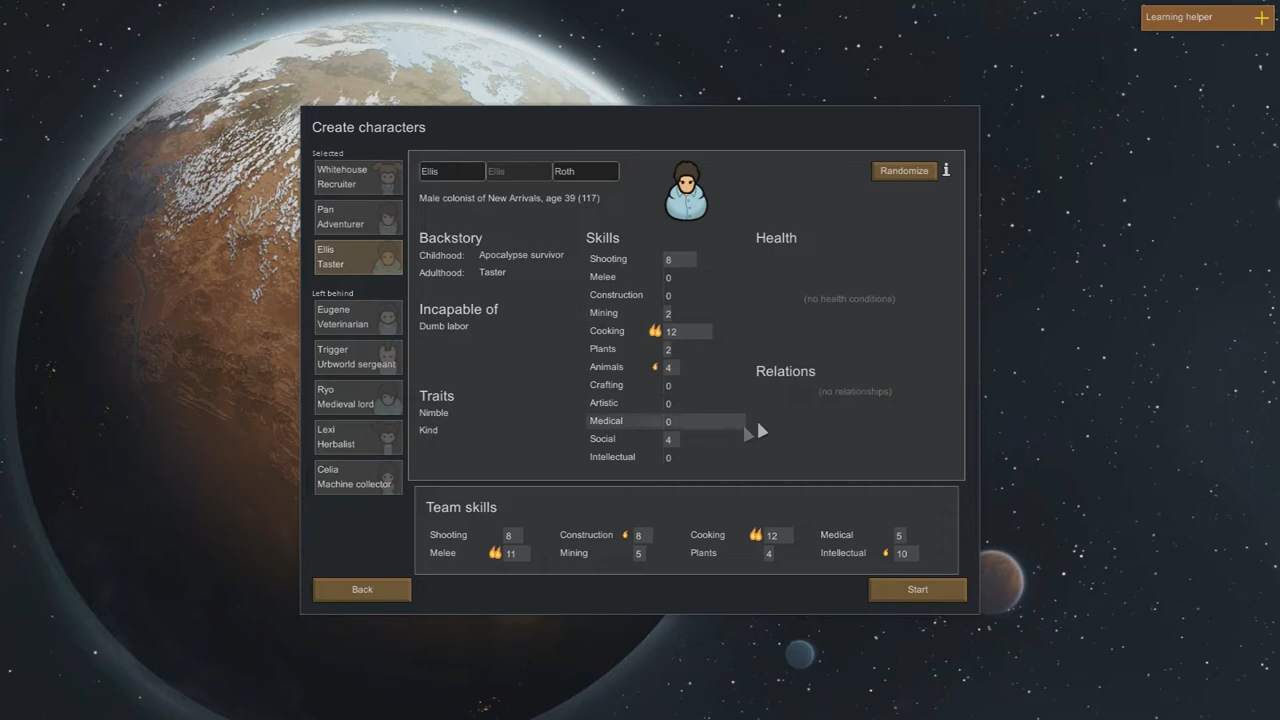 Learning helper
Create characters
Selected
Whitehouse
Recruiter
Pan
Adventurer
Ellis
Taster
Left behind
Eugene
Veterinarian
Trigger
Urbworld sergeant
Ryo
Medieval lord
Lexi
Herbalist
Celia
Machine collector
Ellis Ellis Roth
Randomize
Male colonist of New Arrivals, age 39 (117)
Backstory
Childhood: Apocalypse survivor
Adulthood: Taster
Incapable of
Dumb labor
Traits
Nimble
Kind
Skills
Shooting 8
Melee 0
Construction 0
Mining 2
Cooking 12
Plants 2
Animals 4
Crafting 0
Artistic 0
Medical 0
Social 4
Intellectual 0
Health
(no health conditions)
Relations
(no relationships)
Team skills
Shooting 8 Construction 8 Cooking 12 Medical 5
Melee 11 Mining 5 Plants 4 Intellectual 10
Back
Start